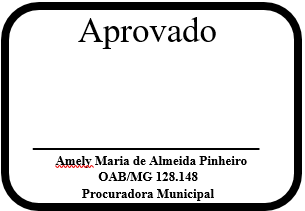 Aprovado
Amely Maria de Almeida Pinheiro
OAB/MG 128.148
Procuradora Municipal